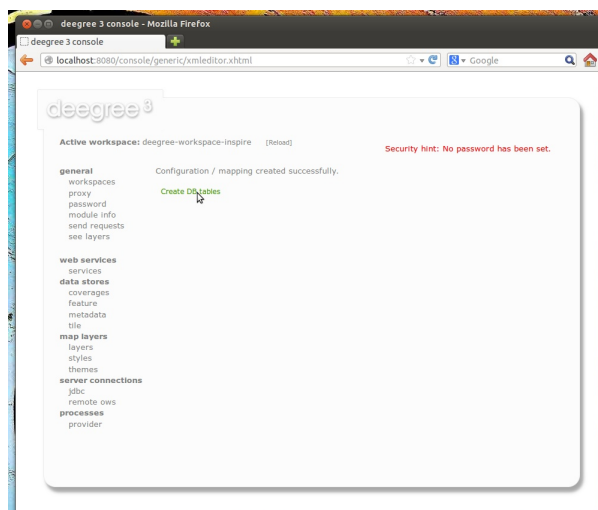 deegree 3 console - Mozilla Firefox
deegree 3 console
localhost:8080/console/generic/xmleditor.xhtml
Google
deegree 3
Active workspace: deegree-workspace-inspire [Reload]
Security hint: No password has been set.
general
workspaces
proxy
password
module info
send requests
see layers
web services
services
data stores
coverages
feature
metadata
tile
map layers
layers
styles
themes
server connections
jdbc
remote ows
processes
provider
Configuration / mapping created successfully.
Create DB tables